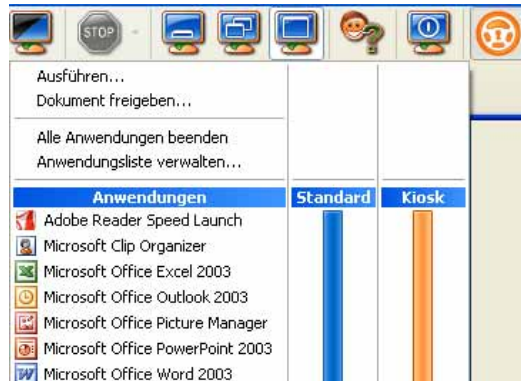 STOP
Ausführen...
Dokument freigeben...
Alle Anwendungen beenden
Anwendungsliste verwalten...
Anwendungen Standard Kiosk
Adobe Reader Speed Launch
Microsoft Clip Organizer
Microsoft Office Excel 2003
Microsoft Office Outlook 2003
Microsoft Office Picture Manager
Microsoft Office PowerPoint 2003
Microsoft Office Word 2003